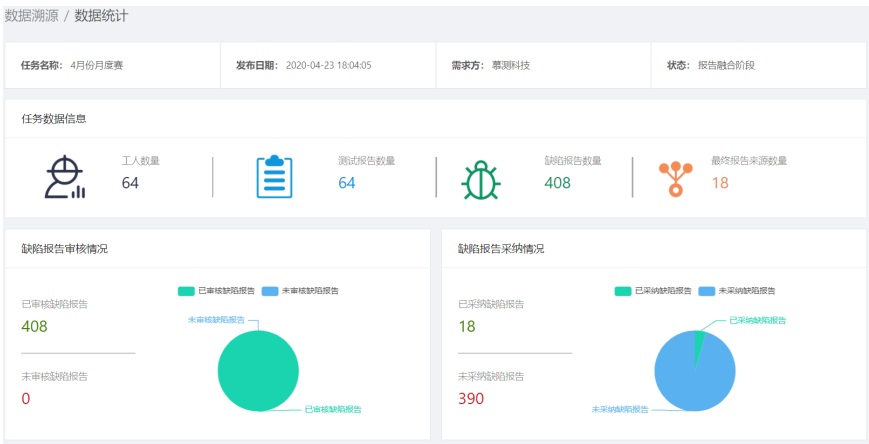 数据溯源 / 数据统计
任务名称： 4月份月度赛
发布日期： 2020-04-23 18:04:05
需求方： 慕测科技
状态： 报告融合阶段
任务数据信息
工人数量
64
测试报告数量
64
缺陷报告数量
408
最终报告来源数量
18
缺陷报告审核情况
已审核缺陷报告 未审核缺陷报告
已审核缺陷报告
408
未审核缺陷报告
未审核缺陷报告
0
已审核缺陷报告
缺陷报告采纳情况
已采纳缺陷报告 未采纳缺陷报告
已采纳缺陷报告
18
已采纳缺陷报告
未采纳缺陷报告
390
未采纳缺陷报告